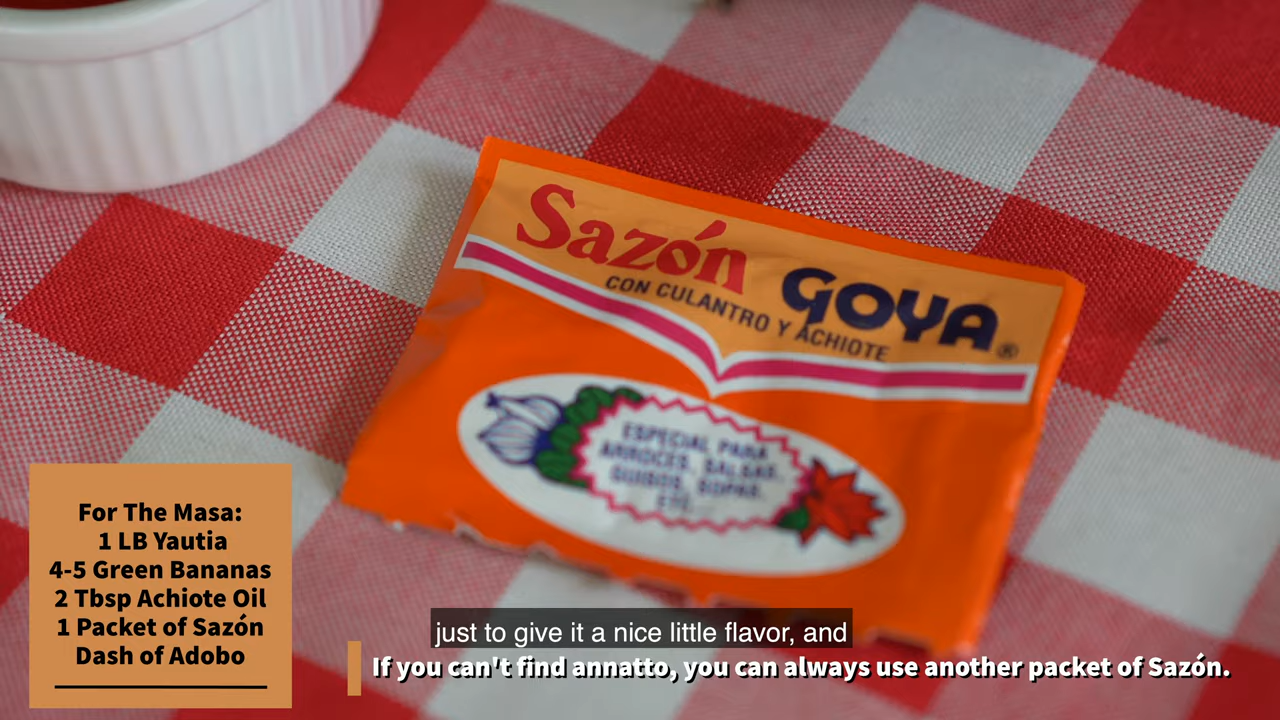 Sazón GOYA®
CON CULANTRO Y ACHIOTE
ESPECIAL PARA
ARROCES, SALSAS,
GUISOS, SOPAS,
ETC.
For The Masa:
1 LB Yautia
4-5 Green Bananas
2 Tbsp Achiote Oil
1 Packet of Sazón
Dash of Adobo
just to give it a nice little flavor, and
If you can't find annatto, you can always use another packet of Sazón.